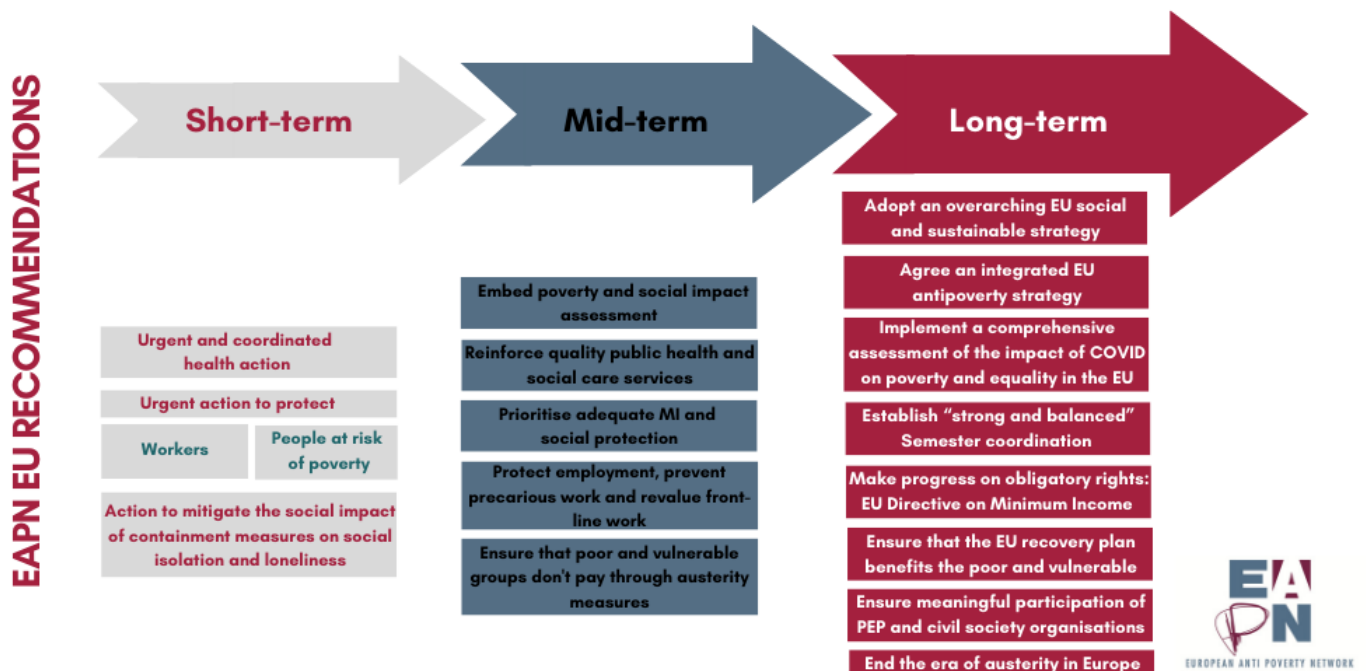 EAPN EU RECOMMENDATIONS
Short-term
Urgent and coordinated
health action
Urgent action to protect
Workers
People at risk
of poverty
Action to mitigate the social impact
of containment measures on social
isolation and loneliness
Mid-term
Embed poverty and social impact
assessment
Reinforce quality public health and
social care services
Prioritise adequate MI and
social protection
Protect employment, prevent
precarious work and revalue front-
line work
Ensure that poor and vulnerable
groups don't pay through austerity
measures
Long-term
Adopt an overarching EU social
and sustainable strategy
Agree an integrated EU
antipoverty strategy
Implement a comprehensive
assessment of the impact of COVID
on poverty and equality in the EU
Establish “strong and balanced”
Semester coordination
Make progress on obligatory rights:
EU Directive on Minimum Income
Ensure that the EU recovery plan
benefits the poor and vulnerable
Ensure meaningful participation of
PEP and civil society organisations
End the era of austerity in Europe
EA
PN
EUROPEAN ANTI POVERTY NETWORK